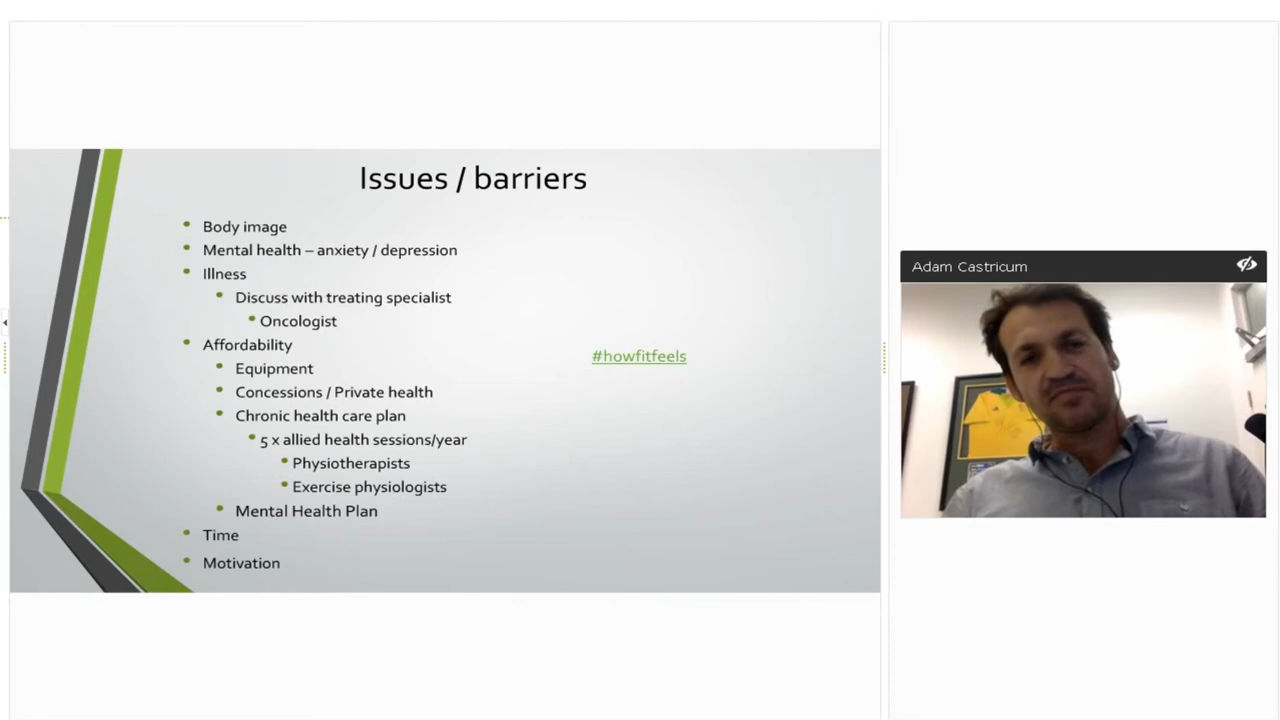 Issues / barriers
Body image
Mental health – anxiety / depression
Illness
Discuss with treating specialist
Oncologist
Affordability
Equipment
Concessions / Private health
Chronic health care plan
5 x allied health sessions/year
Physiotherapists
Exercise physiologists
Mental Health Plan
Time
Motivation
#howfitfeels
Adam Castricum